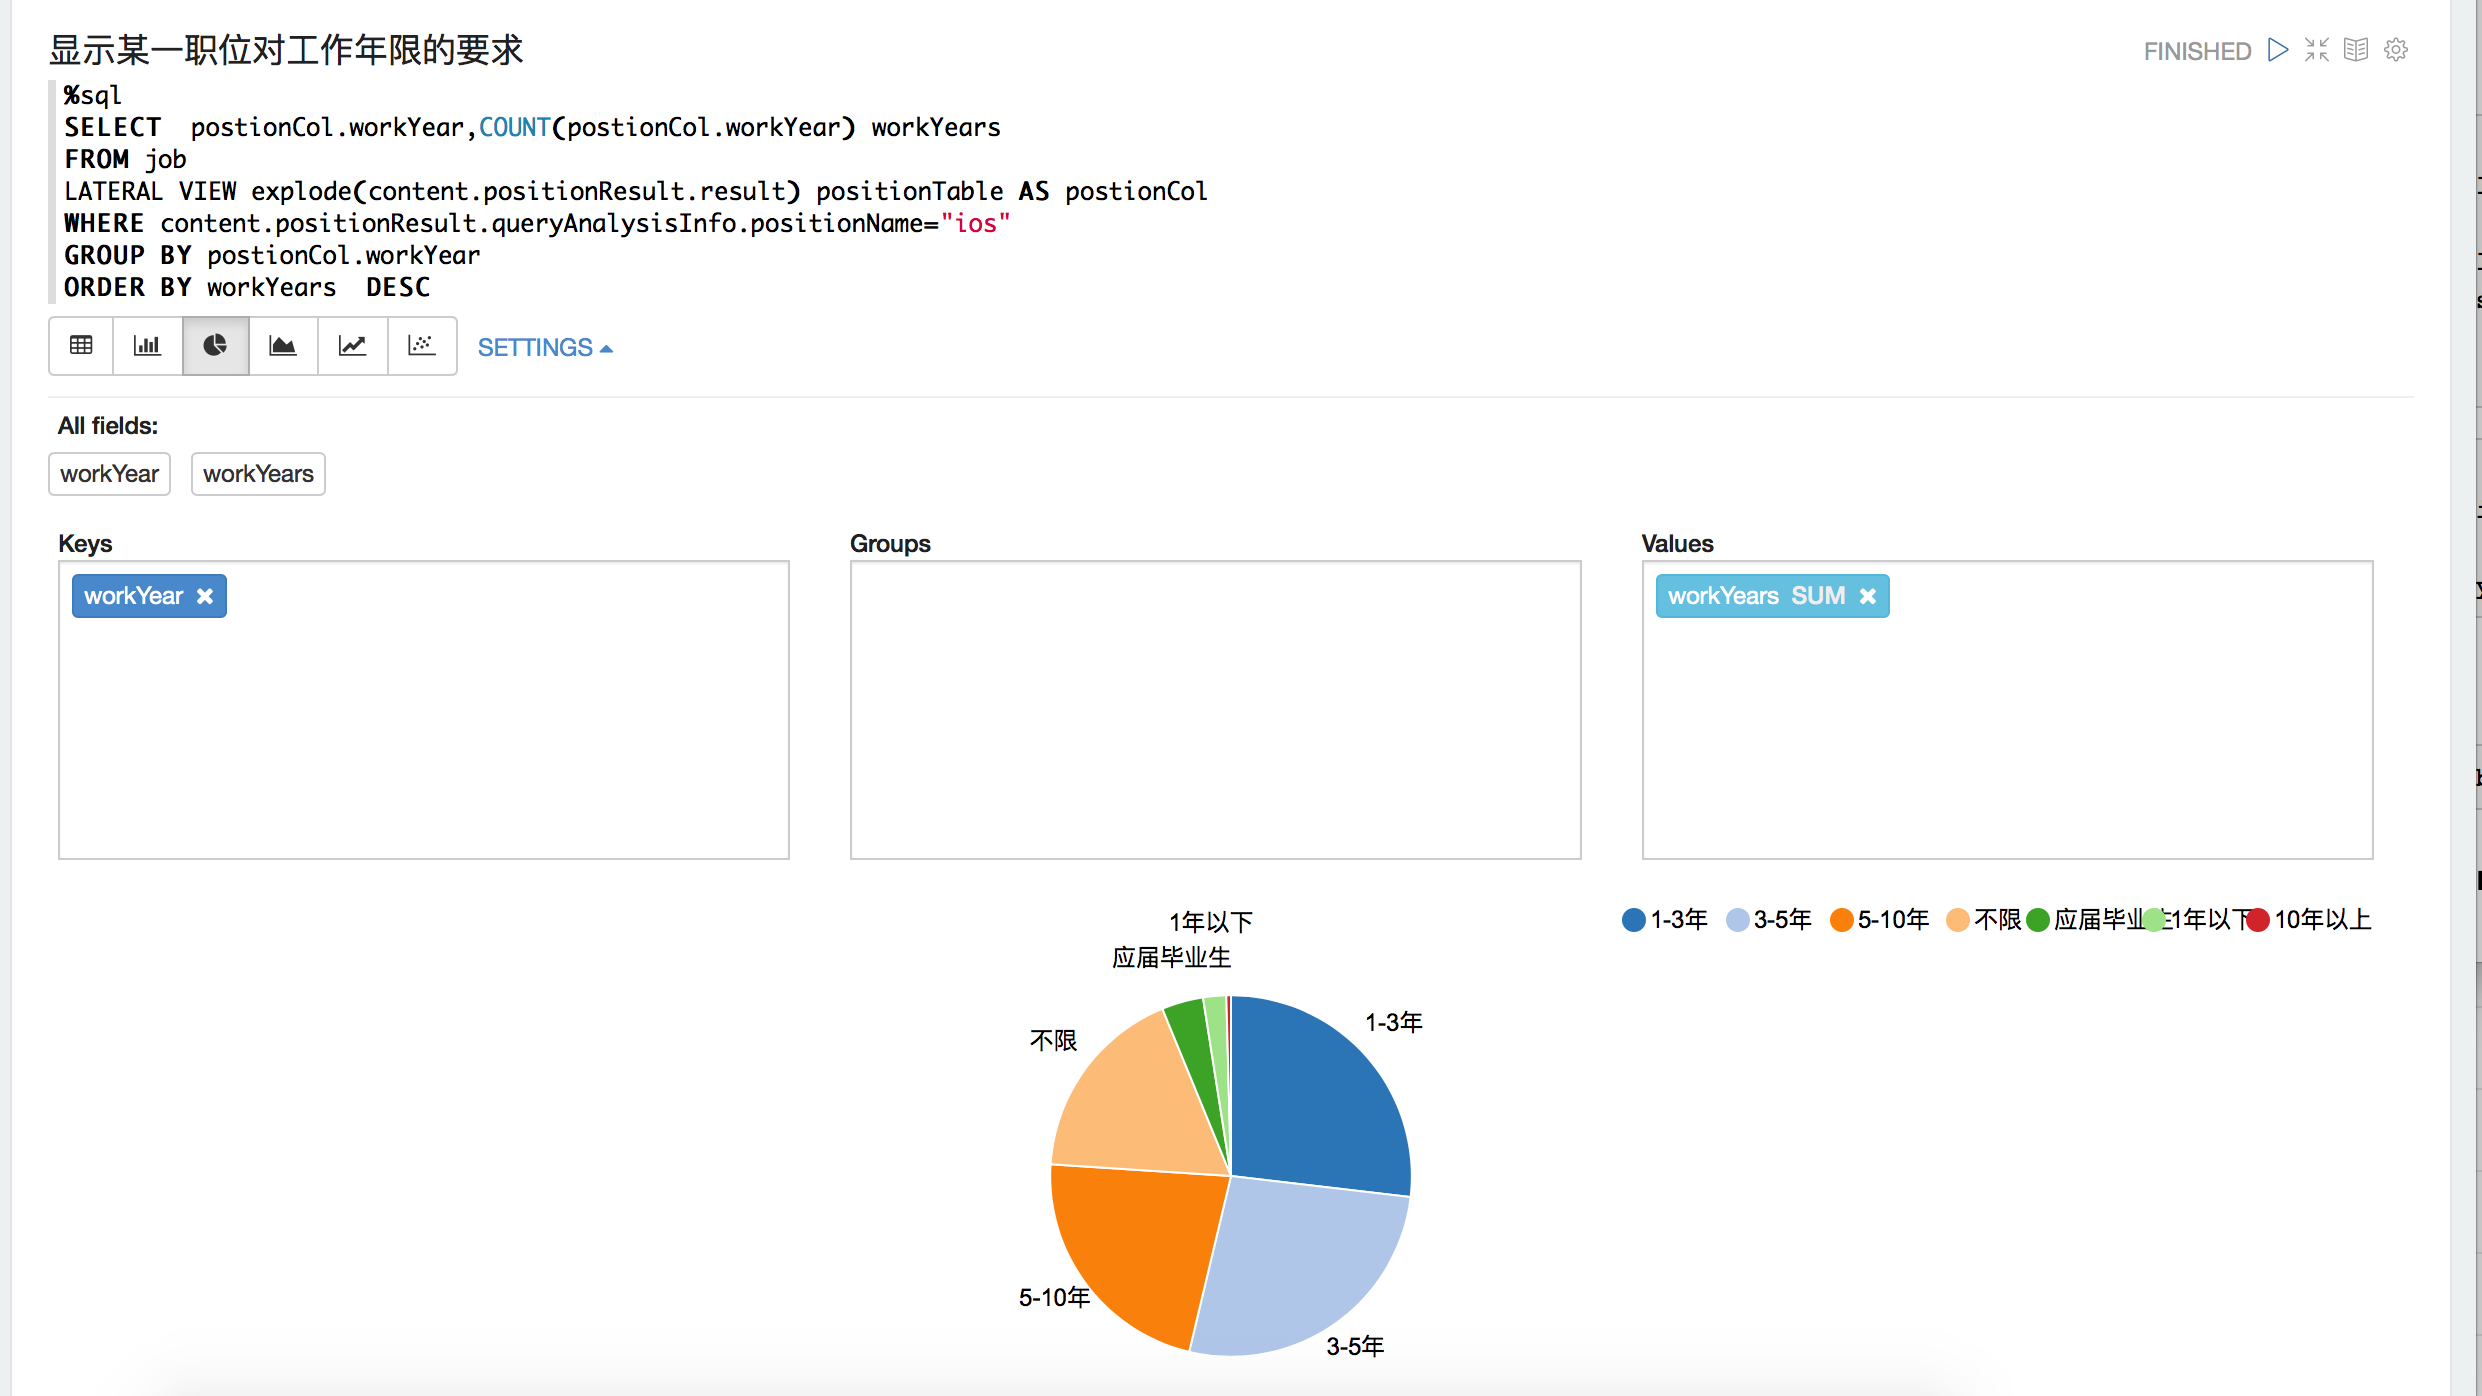 显示某一职位对工作年限的要求
FINISHED
%sql
SELECT  postionCol.workYear,COUNT(postionCol.workYear) workYears
FROM job
LATERAL VIEW explode(content.positionResult.result) positionTable AS postionCol
WHERE content.positionResult.queryAnalysisInfo.positionName="ios"
GROUP BY postionCol.workYear
ORDER BY workYears  DESC
SETTINGS
All fields:
workYear workYears
Keys
Groups
Values
workYear
workYears SUM
1-3年 3-5年 5-10年 不限 应届毕业生 1年以下 10年以上
1年以下
应届毕业生
1-3年
不限
5-10年
3-5年